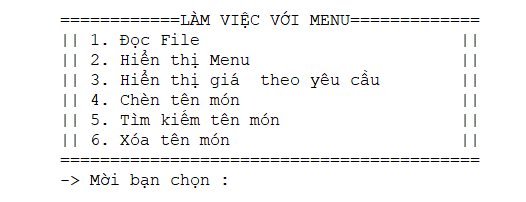 ============LÀM VIỆC VỚI MENU=============
|| 1. Đọc File                          ||
|| 2. Hiển thị Menu                     ||
|| 3. Hiển thị giá  theo yêu cầu        ||
|| 4. Chèn tên món                      ||
|| 5. Tìm kiếm tên món                  ||
|| 6. Xóa tên món                       ||
==========================================
-> Mời bạn chọn :